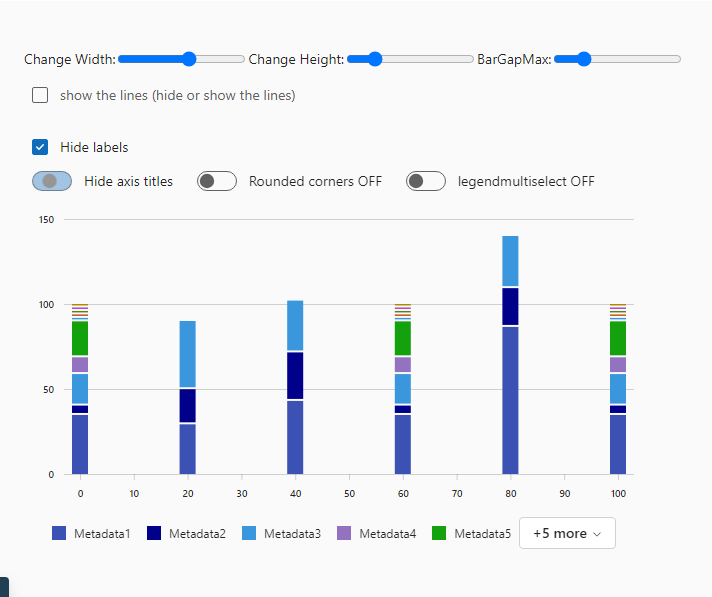 Change Width: Change Height: BarGapMax:
show the lines (hide or show the lines)
Hide labels
Hide axis titles Rounded corners OFF legendmultiselect OFF
150
100
50
0
0 10 20 30 40 50 60 70 80 90 100
Metadata1 Metadata2 Metadata3 Metadata4 Metadata5 +5 more